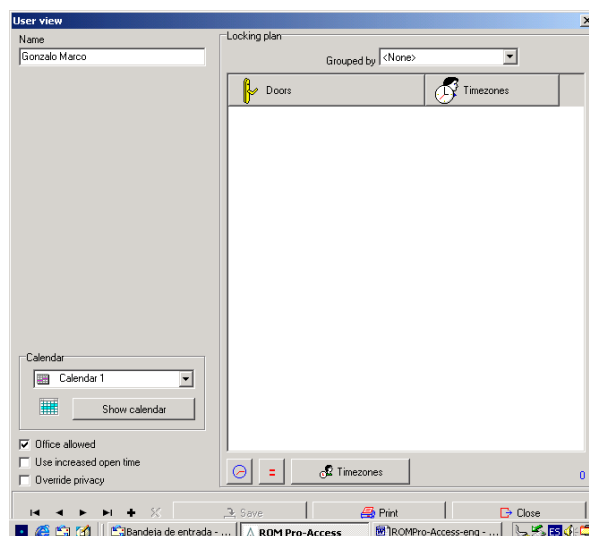 User view
Name
Gonzalo Marco
Locking plan
Grouped by <None>
Doors
Timezones
Calendar
Calendar 1
Show calendar
Office allowed
Use increased open time
Override privacy
= Timezones
0
Save Print Close
Bandeja de entrada - ... ROM Pro-Access ROMPro-Access-eng - ... ES